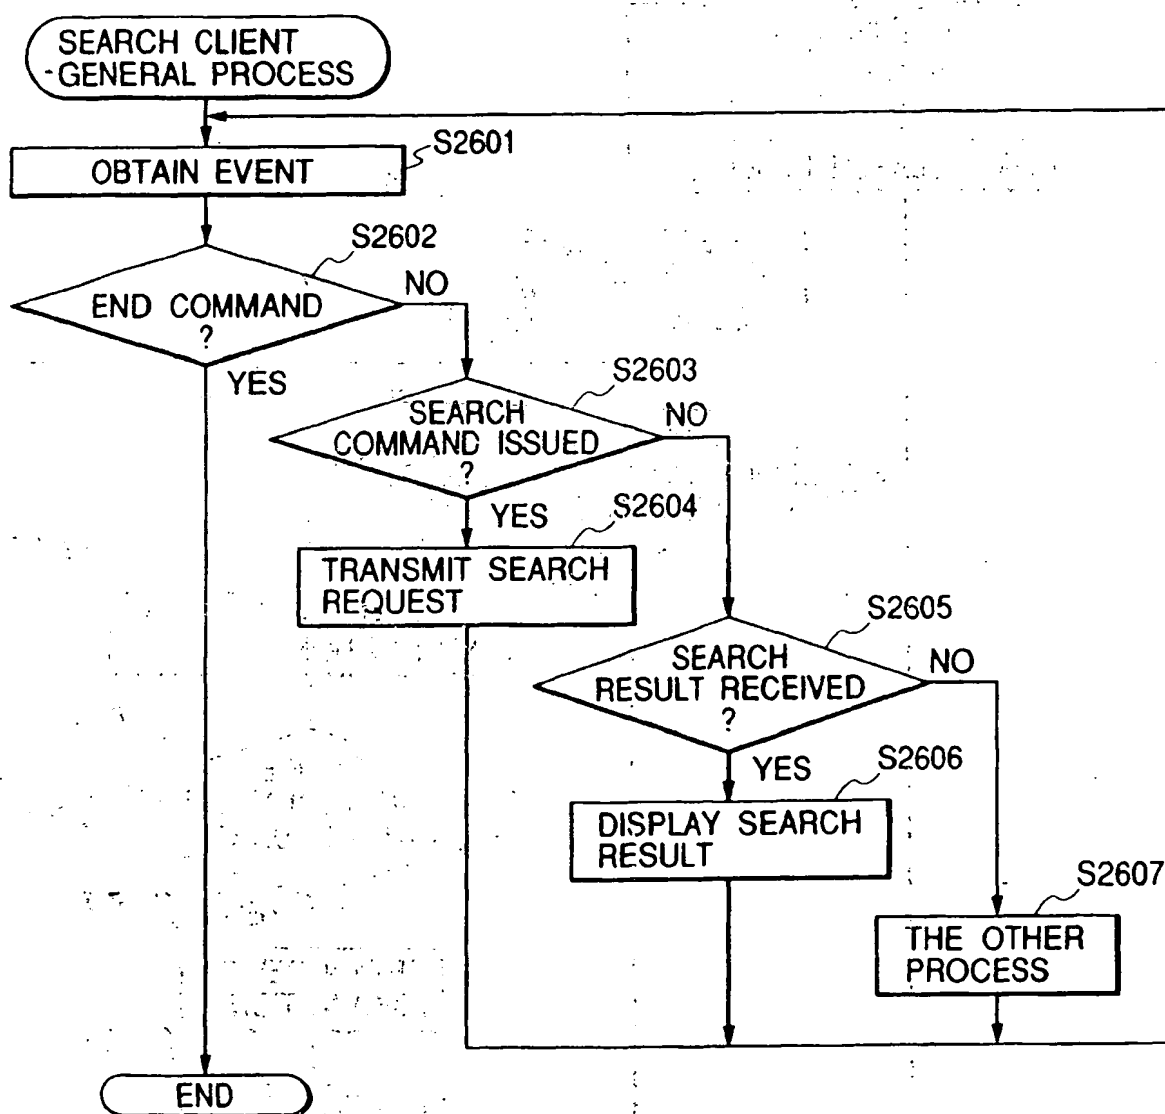 SEARCH CLIENT
GENERAL PROCESS
S2601
OBTAIN EVENT
S2602
END COMMAND
?
NO
YES
S2603
SEARCH
COMMAND ISSUED
?
NO
YES
S2604
TRANSMIT SEARCH
REQUEST
S2605
SEARCH
RESULT RECEIVED
?
NO
YES
S2606
DISPLAY SEARCH
RESULT
S2607
THE OTHER
PROCESS
END